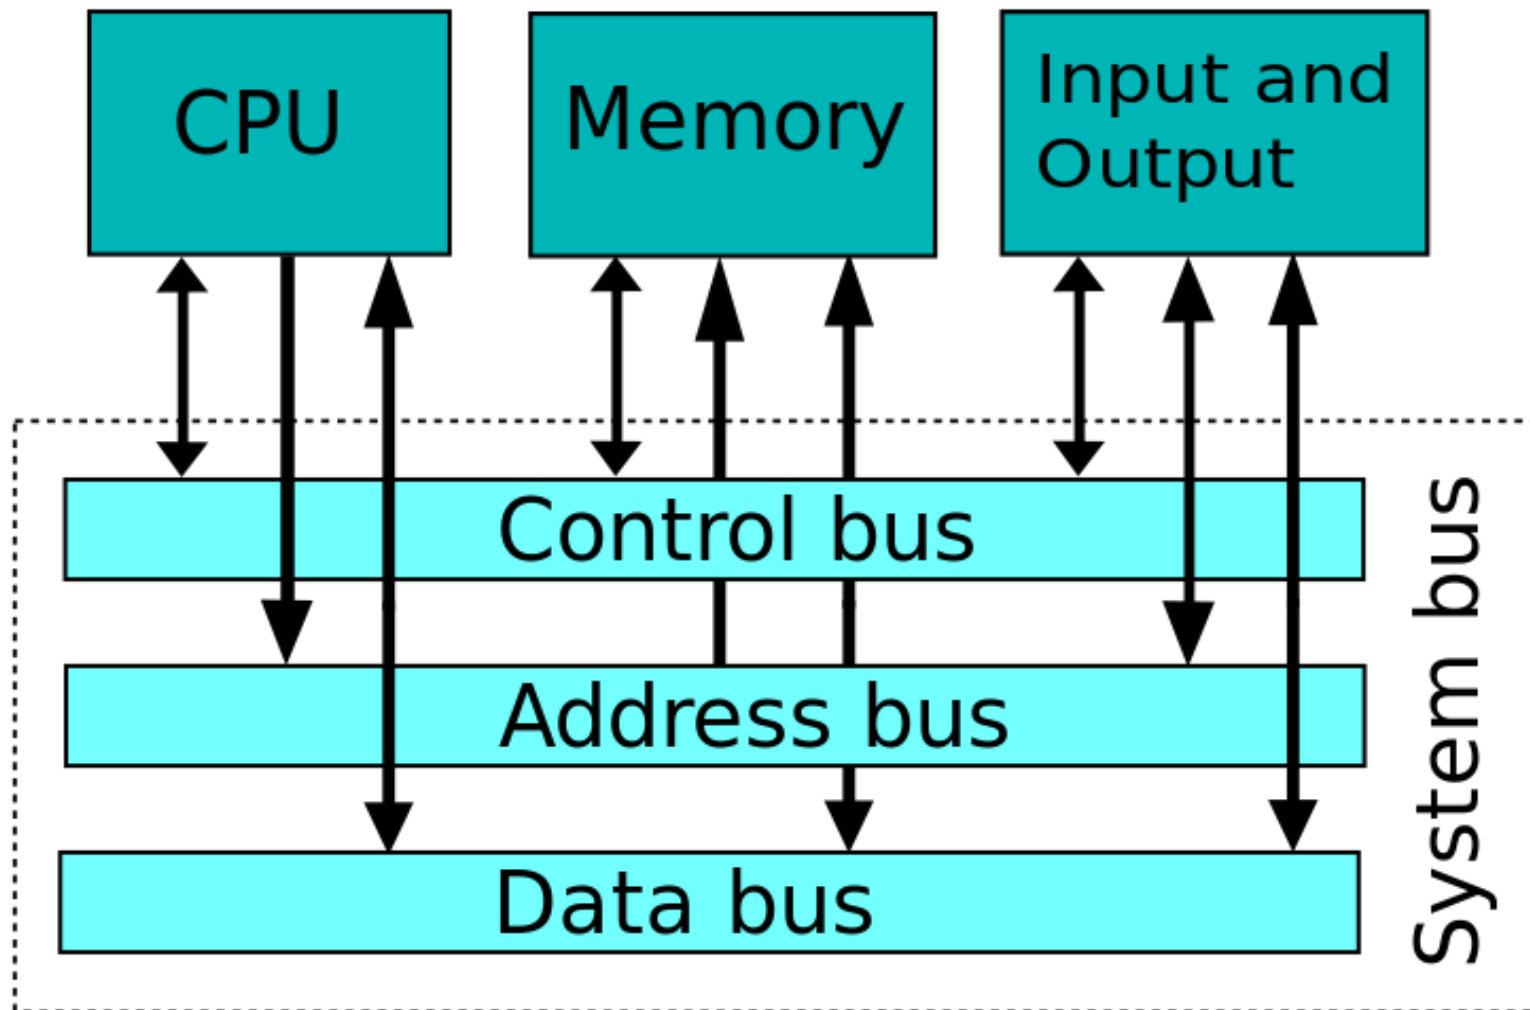 CPU
Memory
Input and
Output
Control bus
Address bus
Data bus
System bus